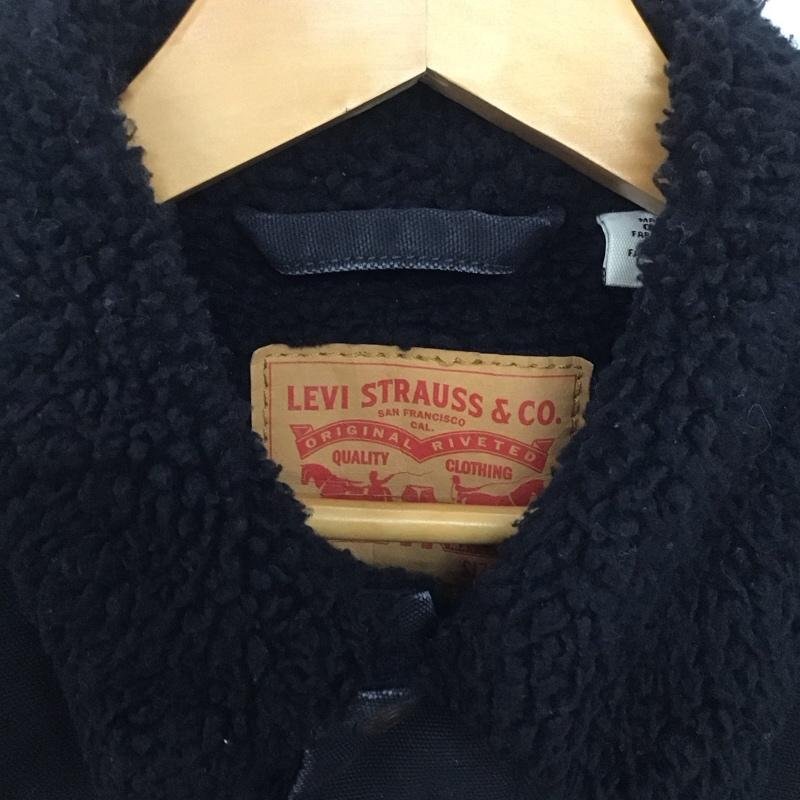 LEVI STRAUSS & CO.
SAN FRANCISCO
CAL.
ORIGINAL RIVETED
QUALITY CLOTHING